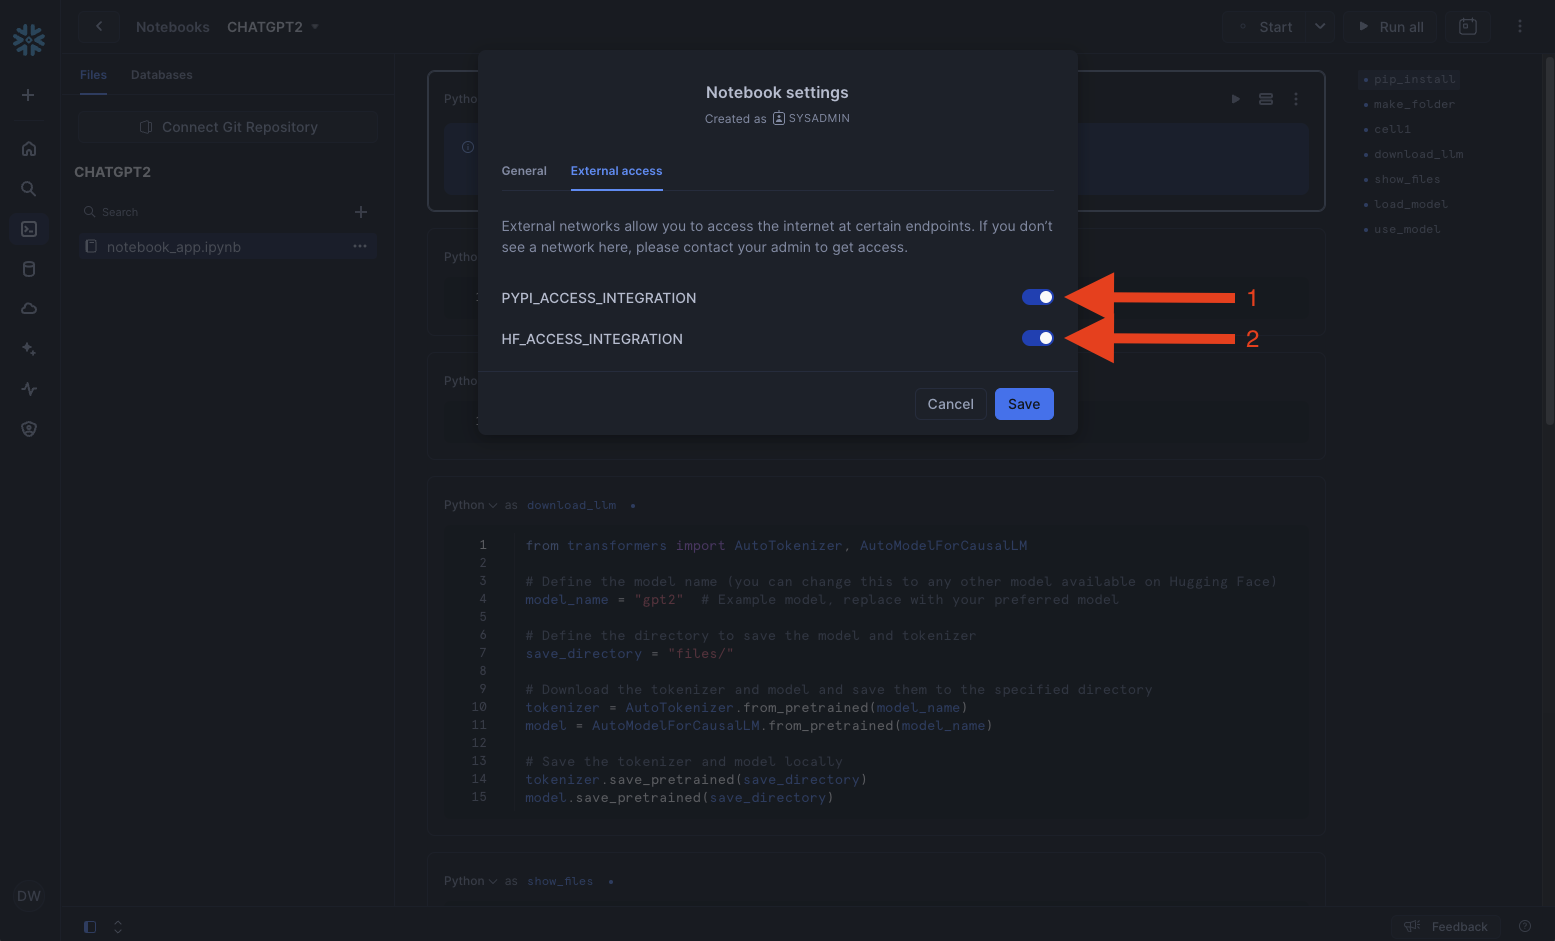 Notebooks CHATGPT2
Start
Run all
Files Databases
Connect Git Repository
CHATGPT2
Search
notebook_app.ipynb
DW
Notebook settings
Created as SYSADMIN
General External access
External networks allow you to access the internet at certain endpoints. If you don't
see a network here, please contact your admin to get access.
PYPI_ACCESS_INTEGRATION
1
HF_ACCESS_INTEGRATION
2
Cancel Save
Pytho
Pytho
Pytho
Python as download_llm
1 from transformers import AutoTokenizer, AutoModelForCausalLM
2
3 # Define the model name (you can change this to any other model available on Hugging Face)
4 model_name = "gpt2" # Example model, replace with your preferred model
5
6 # Define the directory to save the model and tokenizer
7 save_directory = "files/"
8
9 # Download the tokenizer and model and save them to the specified directory
10 tokenizer = AutoTokenizer.from_pretrained(model_name)
11 model = AutoModelForCausalLM.from_pretrained(model_name)
12
13 # Save the tokenizer and model locally
14 tokenizer.save_pretrained(save_directory)
15 model.save_pretrained(save_directory)
Python as show_files
pip_install
make_folder
cell1
download_llm
show_files
load_model
use_model
Feedback